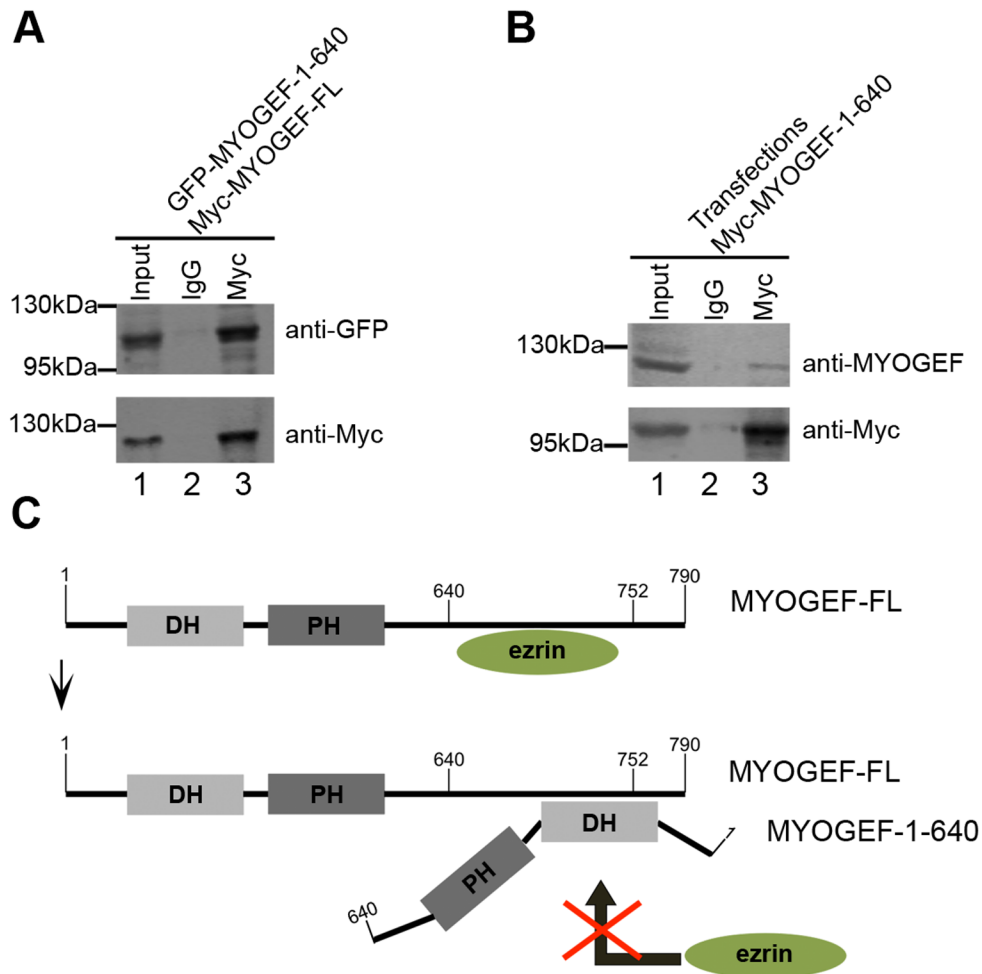 A
GFP-MYOGEF-1-640
Myc-MYOGEF-FL
Input
IgG
Myc
130kDa
anti-GFP
95kDa
130kDa
anti-Myc
1 2 3
B
Transfections
Myc-MYOGEF-1-640
Input
IgG
Myc
130kDa
anti-MYOGEF
95kDa
anti-Myc
1 2 3
C
1 640 752 790
MYOGEF-FL
DH PH
ezrin
1 640 752 790
MYOGEF-FL
DH PH
DH
1
MYOGEF-1-640
PH
640
ezrin